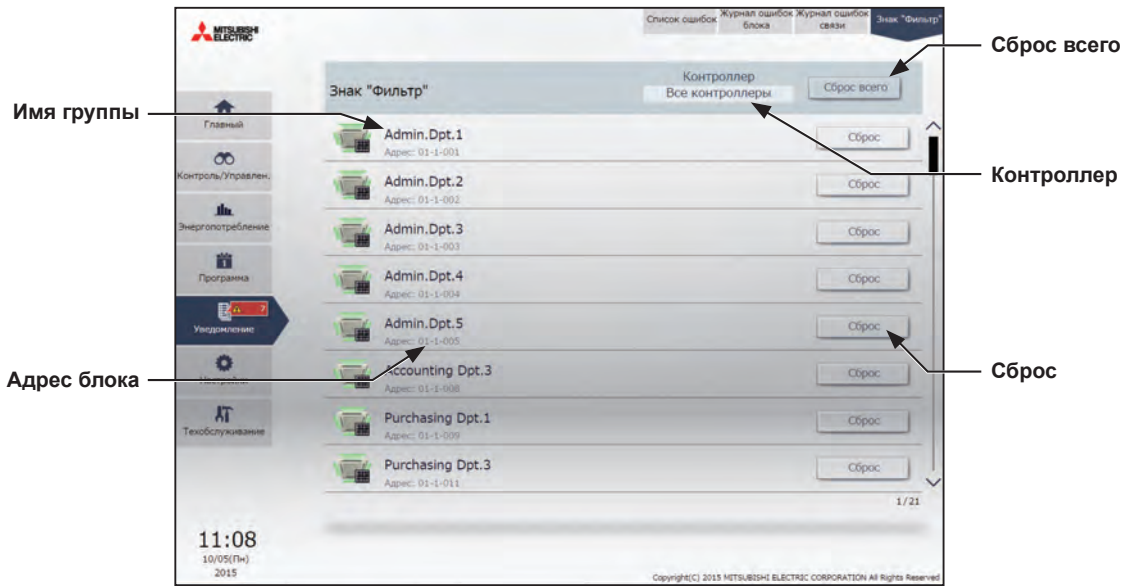 MITSUBISHI
ELECTRIC
Список ошибок
Журнал ошибок
блока
Журнал ошибок
связи
Знак "Фильтр"
Сброс всего
Знак "Фильтр"
Контроллер
Все контроллеры
Сброс всего
Имя группы
Главный
Admin.Dpt.1
Адрес: 01-1-001
Сброс
Контроль/Управлен.
Admin.Dpt.2
Адрес: 01-1-002
Сброс
Контроллер
Энергопотребление
Admin.Dpt.3
Адрес: 01-1-003
Сброс
Программа
Admin.Dpt.4
Адрес: 01-1-004
Сброс
Уведомление
Admin.Dpt.5
Адрес: 01-1-005
Сброс
Адрес блока
Accounting Dpt.3
Адрес: 01-1-008
Сброс
Сброс
Техобслуживание
Purchasing Dpt.1
Адрес: 01-1-009
Сброс
Purchasing Dpt.3
Адрес: 01-1-011
Сброс
1/21
11:08
10/05(Пн)
2015
Copyright(C) 2015 MITSUBISHI ELECTRIC CORPORATION All Rights Reserved